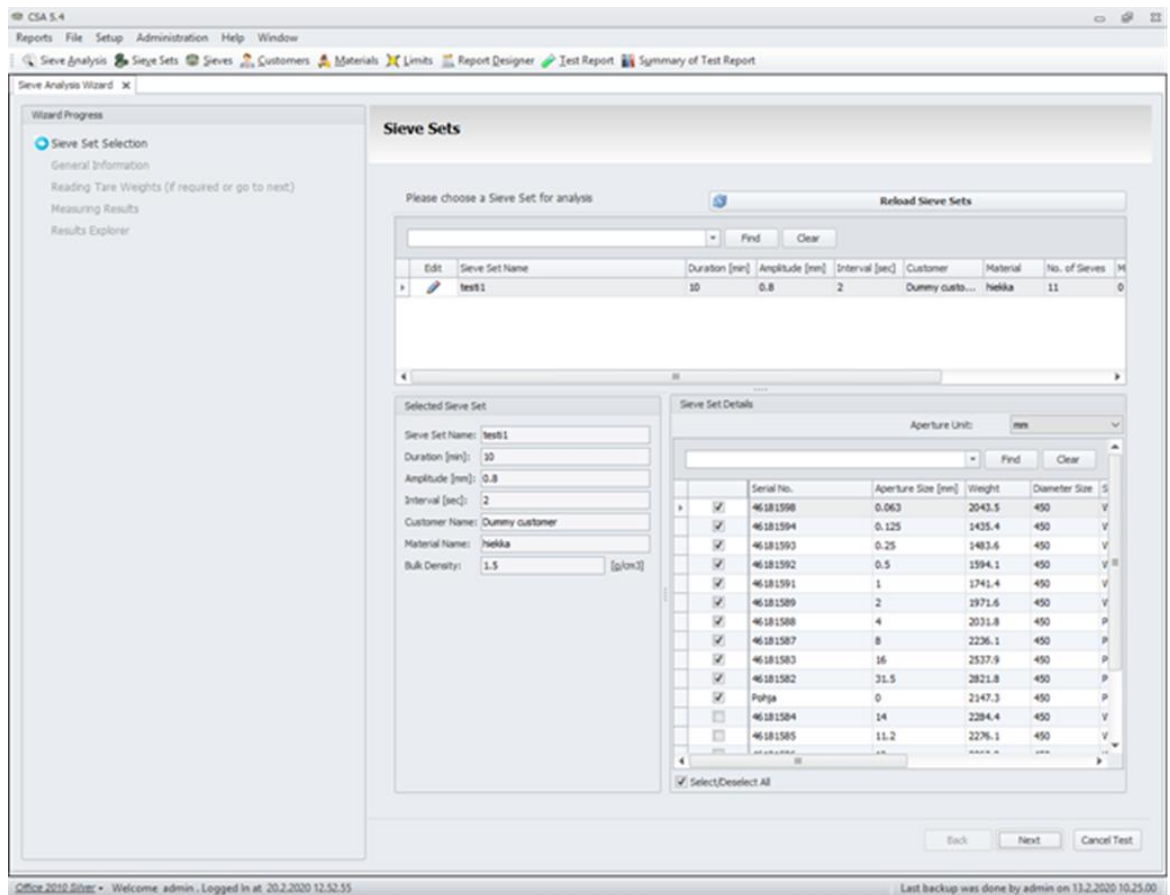 CSA 5.4
Reports File Setup Administration Help Window
Sieve Analysis Sieve Sets Sieves Customers Materials Limits Report Designer Test Report Summary of Test Report
Sieve Analysis Wizard
Wizard Progress
Sieve Set Selection
General Information
Reading Tare Weights (if required or go to next)
Measuring Results
Results Explorer
Sieve Sets
Please choose a Sieve Set for analysis
Reload Sieve Sets
Find Clear
Edit Sieve Set Name Duration [min] Amplitude [mm] Interval [sec] Customer Material No. of Sieves M
testi1 10 0.8 2 Dummy custo... hiekka 11 0
Selected Sieve Set
Sieve Set Name: testi1
Duration [min]: 10
Amplitude [mm]: 0.8
Interval [sec]: 2
Customer Name: Dummy customer
Material Name: hiekka
Bulk Density: 1.5 [g/cm3]
Sieve Set Details
Aperture Unit: mm
Find Clear
Serial No. Aperture Size [mm] Weight Diameter Size S
46181598 0.063 2043.5 450 V
46181594 0.125 1435.4 450 V
46181593 0.25 1483.6 450 V
46181592 0.5 1594.1 450 V
46181591 1 1741.4 450 V
46181589 2 1971.6 450 V
46181588 4 2031.8 450 P
46181587 8 2236.1 450 P
46181583 16 2537.9 450 P
46181582 31.5 2821.8 450 P
Pohja 0 2147.3 450 P
46181584 14 2284.4 450 V
46181585 11.2 2276.1 450 V
Select/Deselect All
Back Next Cancel Test
Office 2010 Silver Welcome admin . Logged in at 20.2.2020 12.52.55
Last backup was done by admin on 13.2.2020 10.25.00